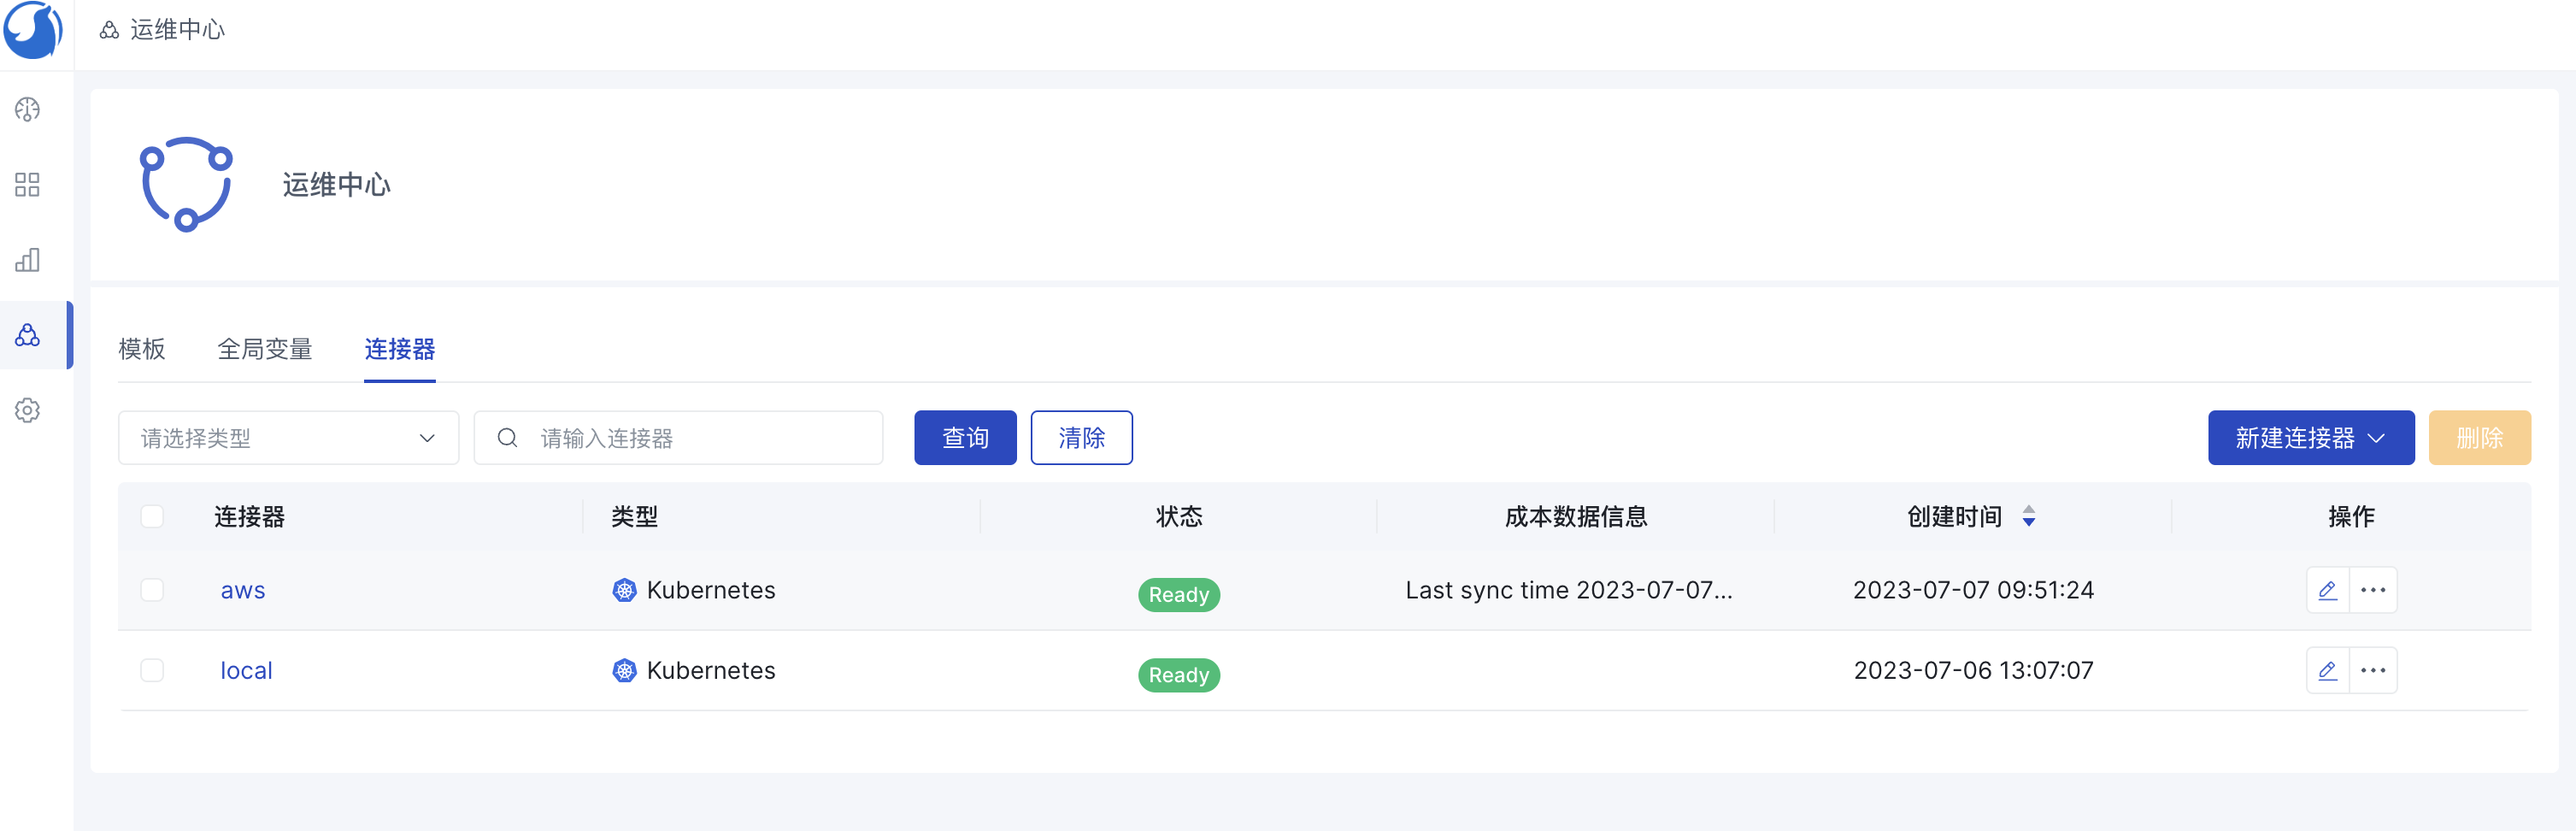 运维中心
运维中心
模板 全局变量 连接器
请选择类型 请输入连接器 查询 清除 新建连接器 删除
连接器 类型 状态 成本数据信息 创建时间 操作
aws Kubernetes Ready Last sync time 2023-07-07... 2023-07-07 09:51:24
local Kubernetes Ready 2023-07-06 13:07:07